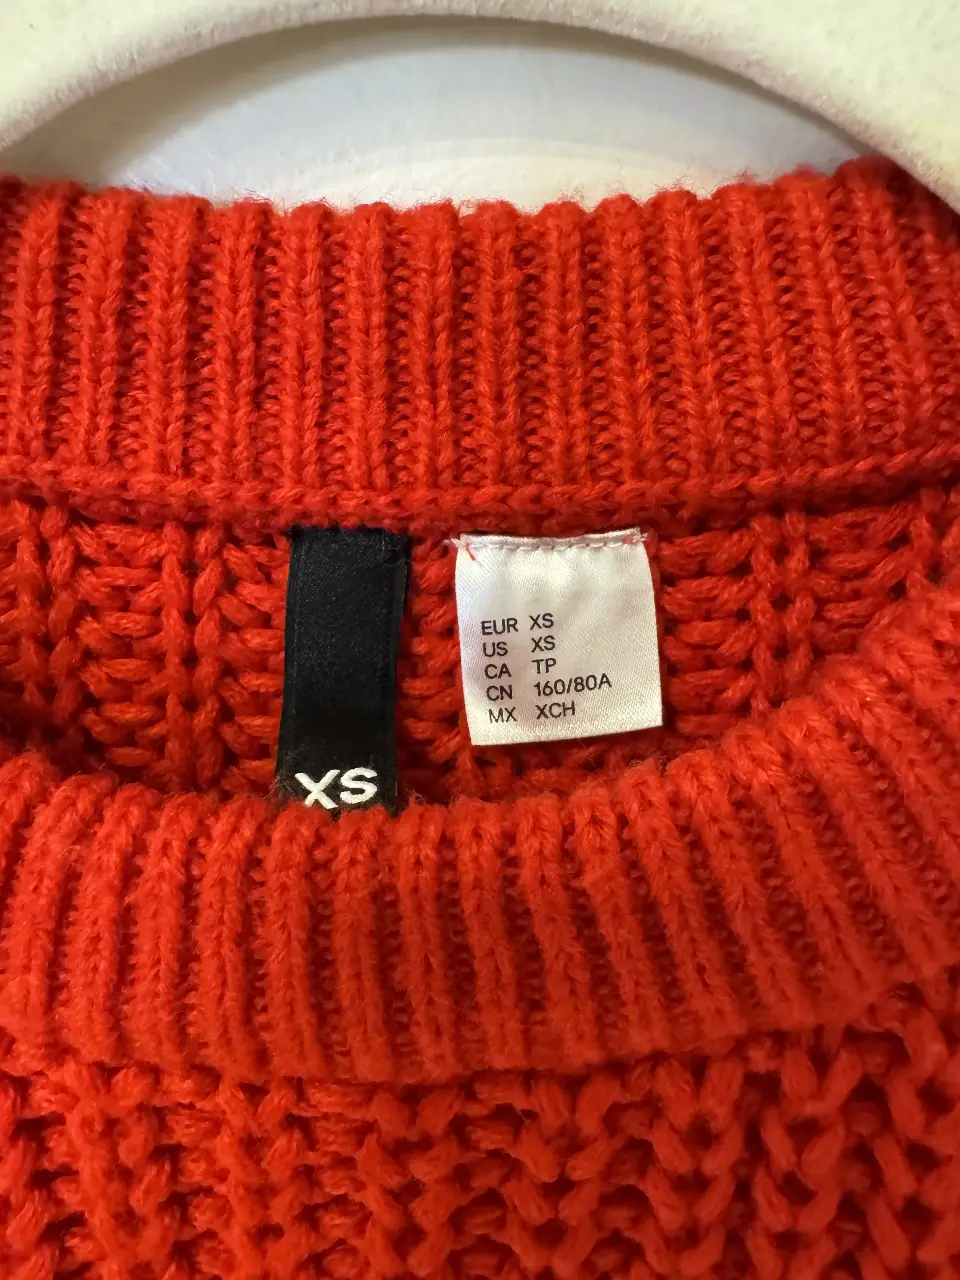 XS
EUR XS
US XS
CA TP
CN 160/80A
MX XCH